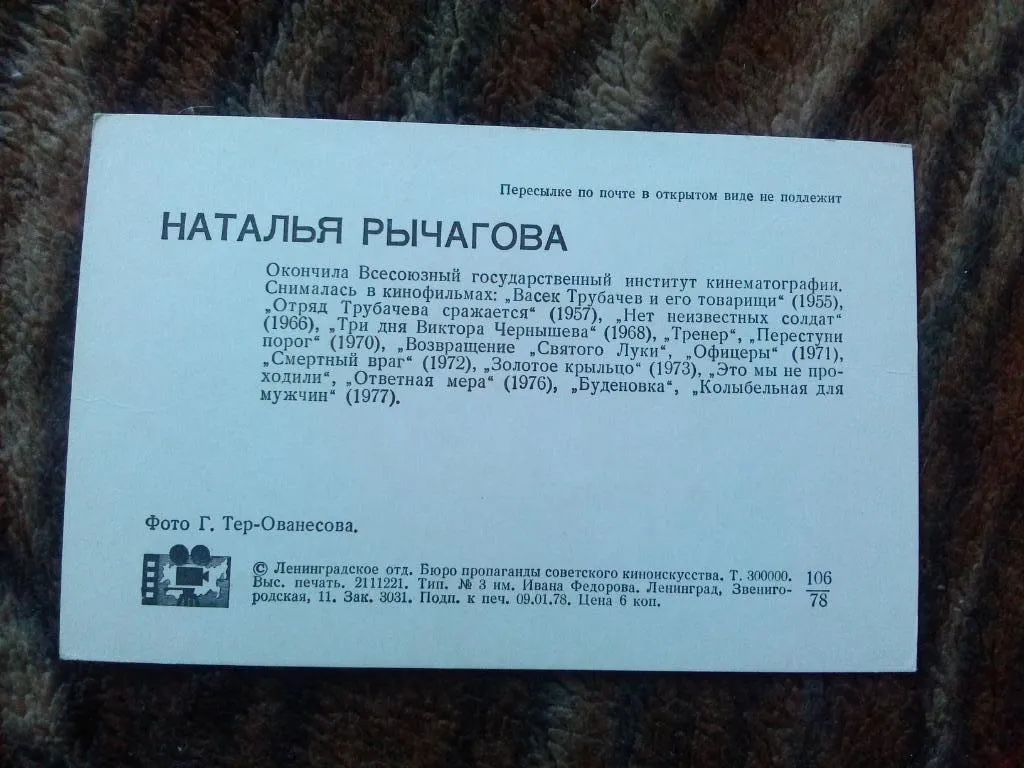 Пересылке по почте в открытом виде не подлежит
НАТАЛЬЯ РЫЧАГОВА
Окончила Всесоюзный государственный институт кинематографии.
Снималась в кинофильмах: „Васек Трубачев и его товарищи“ (1955),
„Отряд Трубачева сражается“ (1957), „Нет неизвестных солдат“
(1966), „Три дня Виктора Чернышева“ (1968), „Тренер“, „Переступи
порог“ (1970), „Возвращение „Святого Луки“, „Офицеры“ (1971),
„Смертный враг“ (1972), „Золотое крыльцо“ (1973), „Это мы не про-
ходили“, „Ответная мера“ (1976), „Буденовка“, „Колыбельная для
мужчин“ (1977).
Фото Г. Тер-Ованесова.
© Ленинградское отд. Бюро пропаганды советского киноискусства. Т. 300000.
Выс. печать. 2111221. Тип. № 3 им. Ивана Федорова. Ленинград, Звениго-
родская, 11. Зак. 3031. Подп. к печ. 09.01.78. Цена 6 коп.
106
78